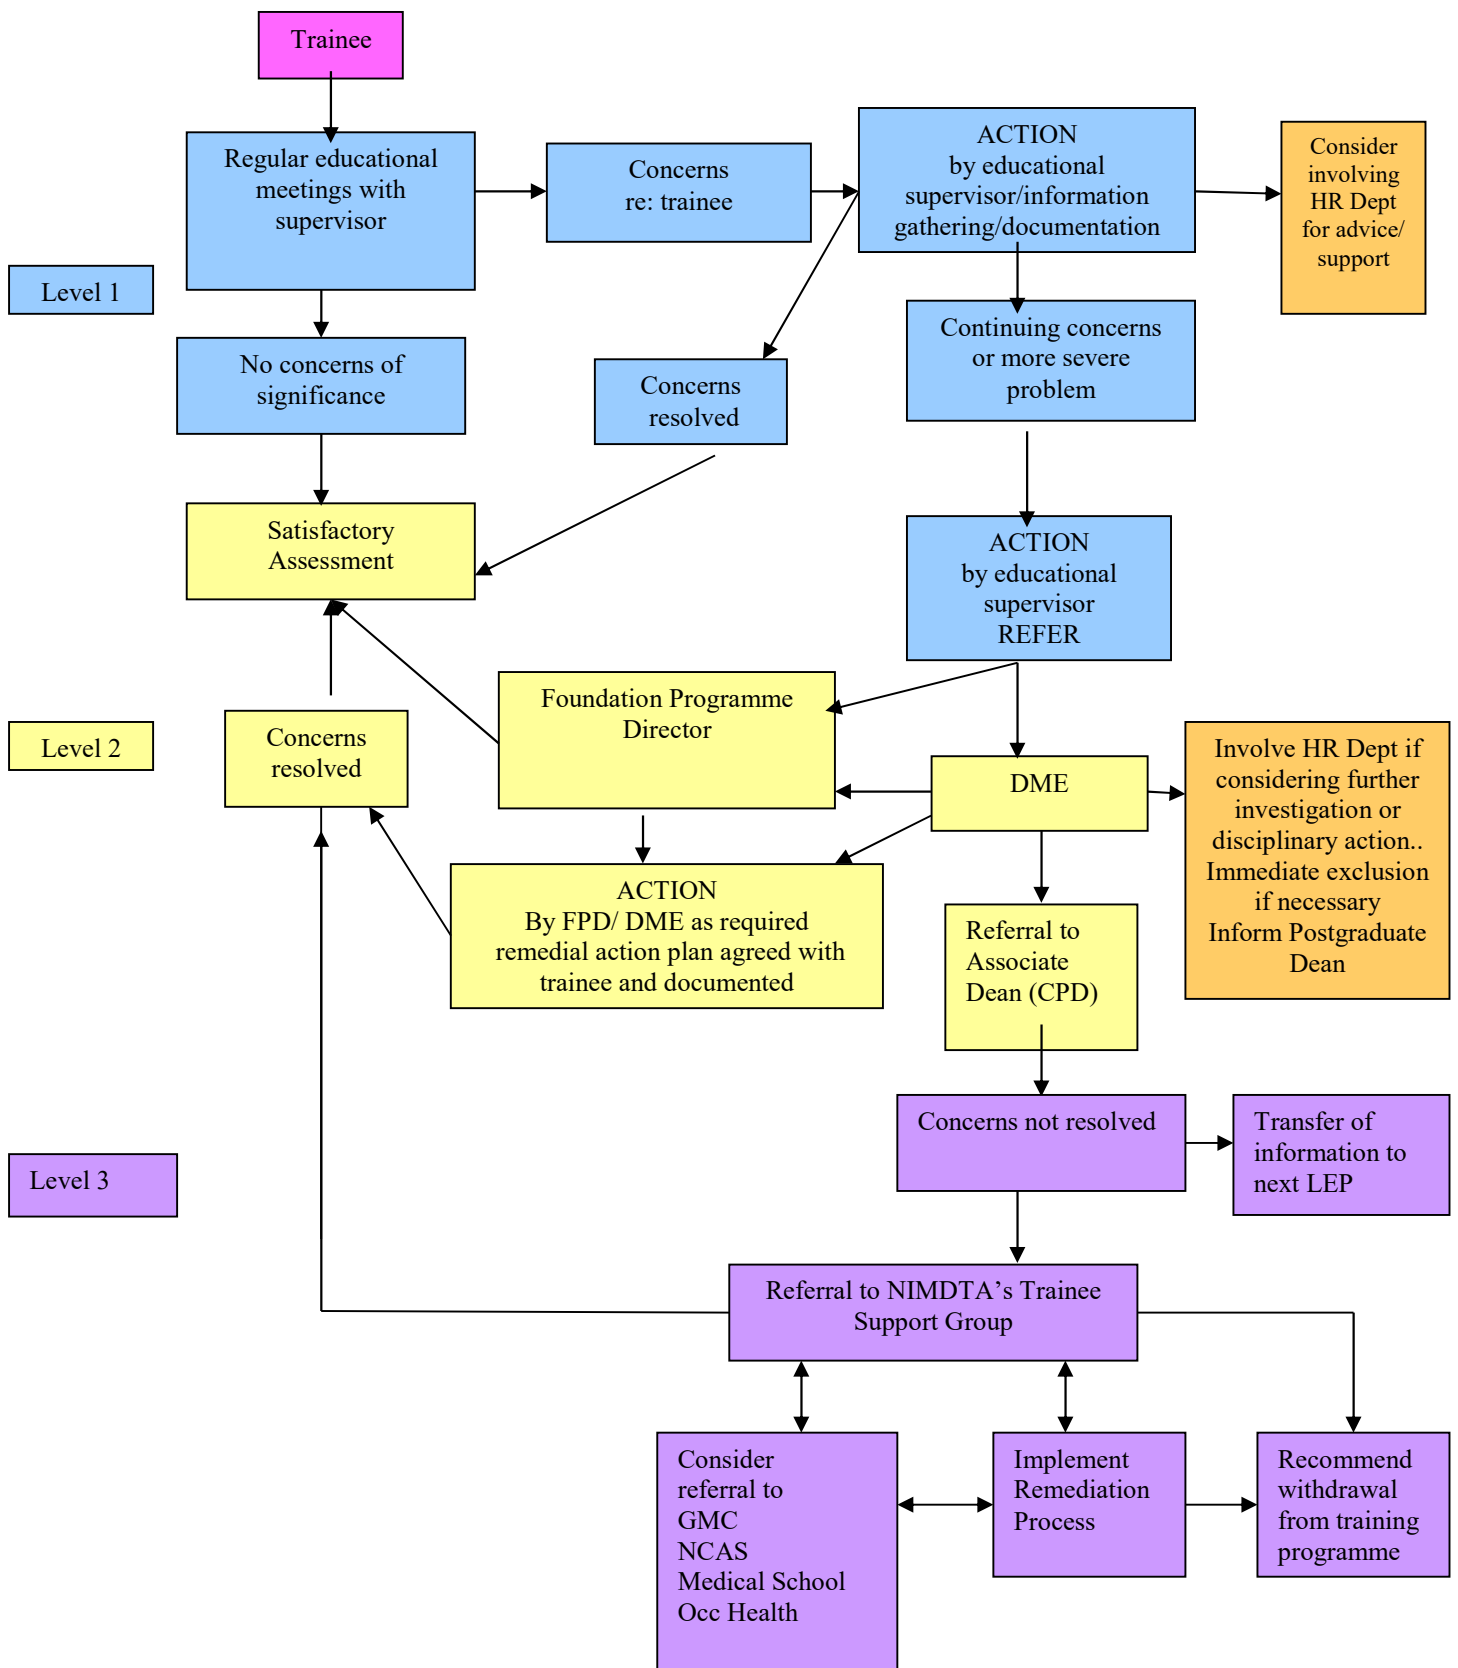 Trainee
Regular educational
meetings with
supervisor
Concerns
re: trainee
ACTION
by educational
supervisor/information
gathering/documentation
Consider
involving
HR Dept
for advice/
support
Level 1
No concerns of
significance
Concerns
resolved
Continuing concerns
or more severe
problem
Satisfactory
Assessment
ACTION
by educational
supervisor
REFER
Level 2
Concerns
resolved
Foundation Programme
Director
DME
Involve HR Dept if
considering further
investigation or
disciplinary action..
Immediate exclusion
if necessary
Inform Postgraduate
Dean
ACTION
By FPD/ DME as required
remedial action plan agreed with
trainee and documented
Referral to
Associate
Dean (CPD)
Level 3
Concerns not resolved
Transfer of
information to
next LEP
Referral to NIMDTA’s Trainee
Support Group
Consider
referral to
GMC
NCAS
Medical School
Occ Health
Implement
Remediation
Process
Recommend
withdrawal
from training
programme